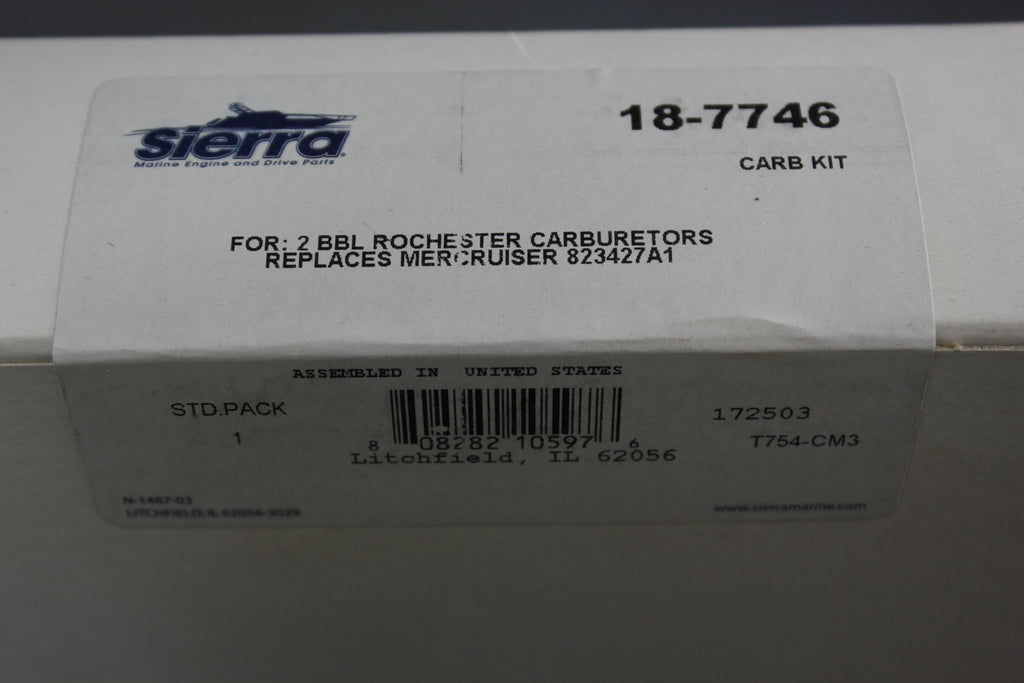 sierra
Marine Engine and Drive Parts
18-7746
CARB KIT
FOR: 2 BBL ROCHESTER CARBURETORS
REPLACES MERCRUISER 823427A1
ASSEMBLED IN UNITED STATES
STD.PACK
1
8 08282 10597 6
Litchfield, IL 62056
172503
T754-CM3
N-1487-03
LITCHFIELD, IL 62056-3029
www.sierramarine.com